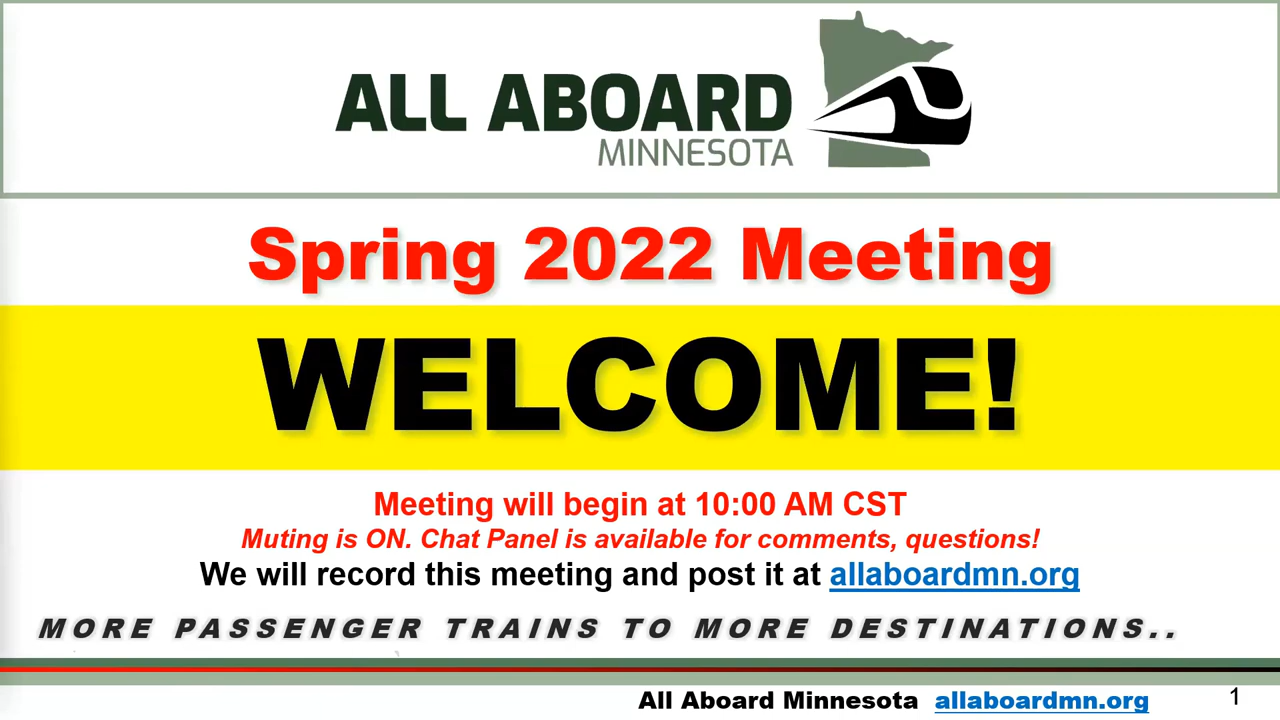 ALL ABOARD
MINNESOTA
Spring 2022 Meeting
WELCOME!
Meeting will begin at 10:00 AM CST
Muting is ON. Chat Panel is available for comments, questions!
We will record this meeting and post it at allaboardmn.org
MORE PASSENGER TRAINS TO MORE DESTINATIONS..
All Aboard Minnesota allaboardmn.org 1